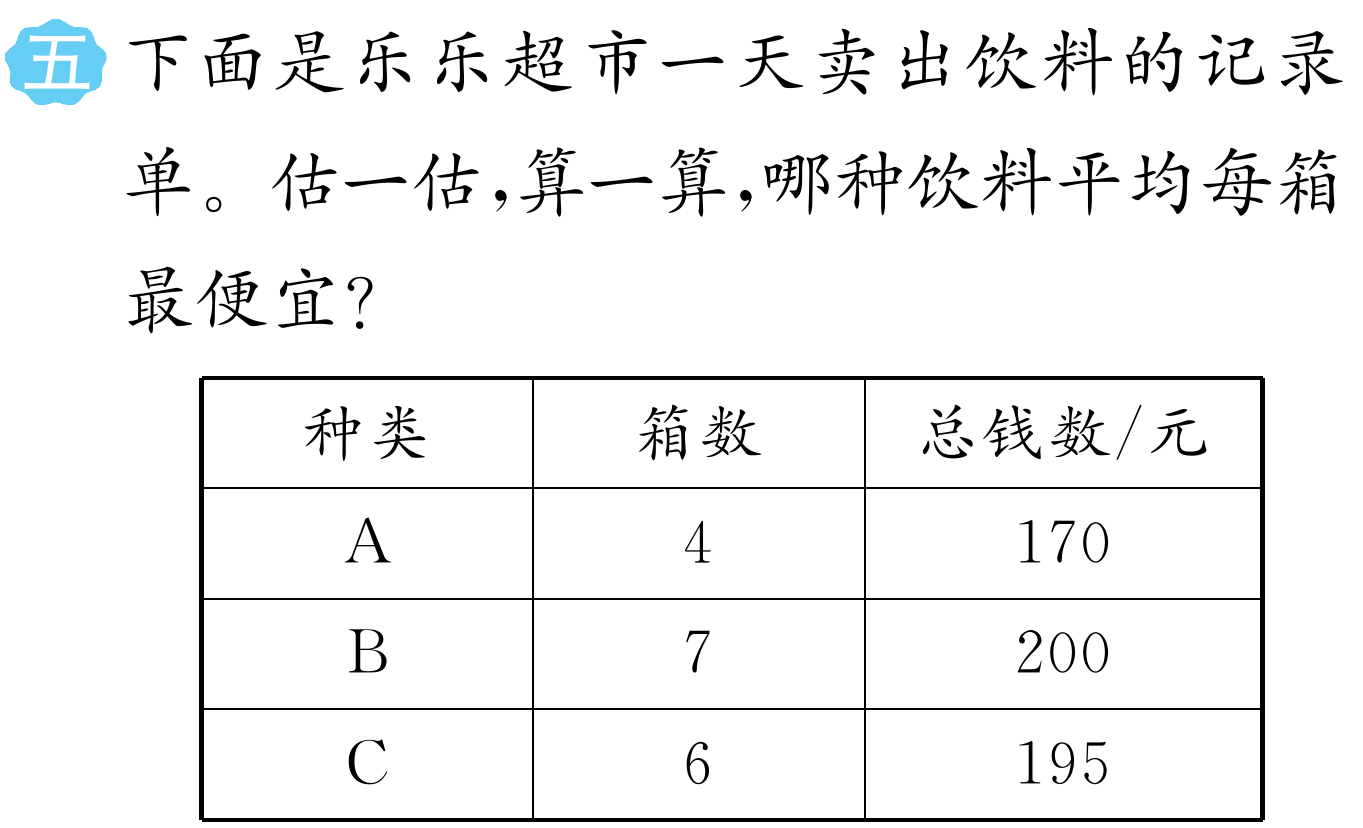 五 下面是乐乐超市一天卖出饮料的记录
单。估一估,算一算,哪种饮料平均每箱
最便宜?
种类 箱数 总钱数/元
A 4 170
B 7 200
C 6 195